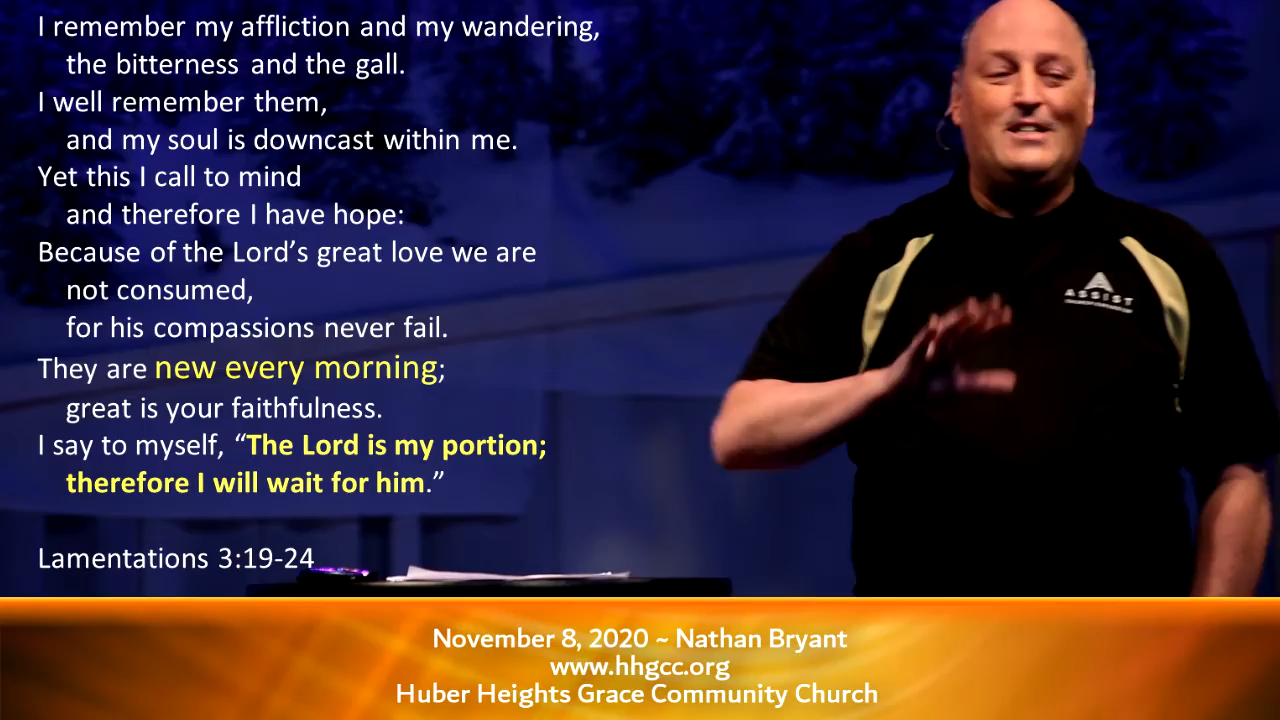 I remember my affliction and my wandering,
the bitterness and the gall.
I well remember them,
and my soul is downcast within me.
Yet this I call to mind
and therefore I have hope:
Because of the Lord’s great love we are
not consumed,
for his compassions never fail.
They are new every morning;
great is your faithfulness.
I say to myself, “The Lord is my portion;
therefore I will wait for him.”
Lamentations 3:19-24
ASSIST
November 8, 2020 ~ Nathan Bryant
www.hhgcc.org
Huber Heights Grace Community Church